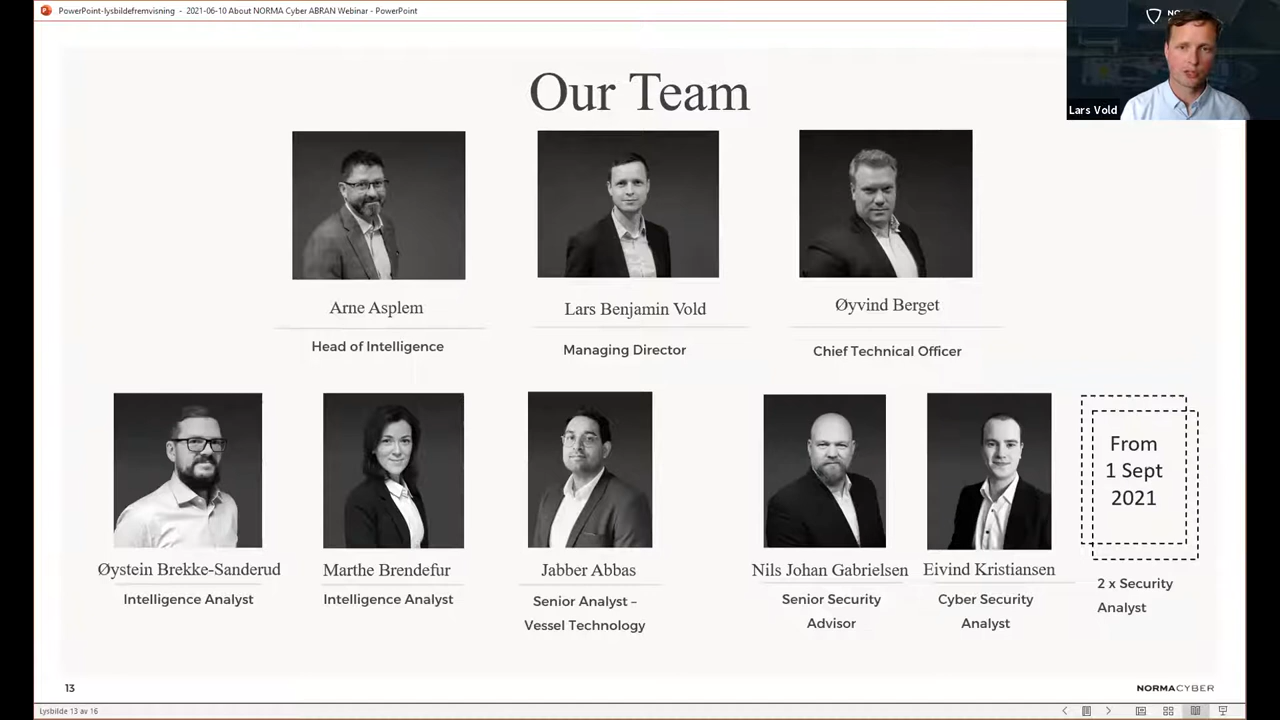 PowerPoint-lysbildefremvisning - 2021-06-10 About NORMA Cyber ABRAN Webinar - PowerPoint
Lars Vold
Our Team
Arne Asplem
Head of Intelligence
Lars Benjamin Vold
Managing Director
Øyvind Berget
Chief Technical Officer
Øystein Brekke-Sanderud
Intelligence Analyst
Marthe Brendefur
Intelligence Analyst
Jabber Abbas
Senior Analyst –
Vessel Technology
Nils Johan Gabrielsen
Senior Security
Advisor
Eivind Kristiansen
Cyber Security
Analyst
From
1 Sept
2021
2 x Security
Analyst
13
NORMACYBER
Lysbilde 13 av 16